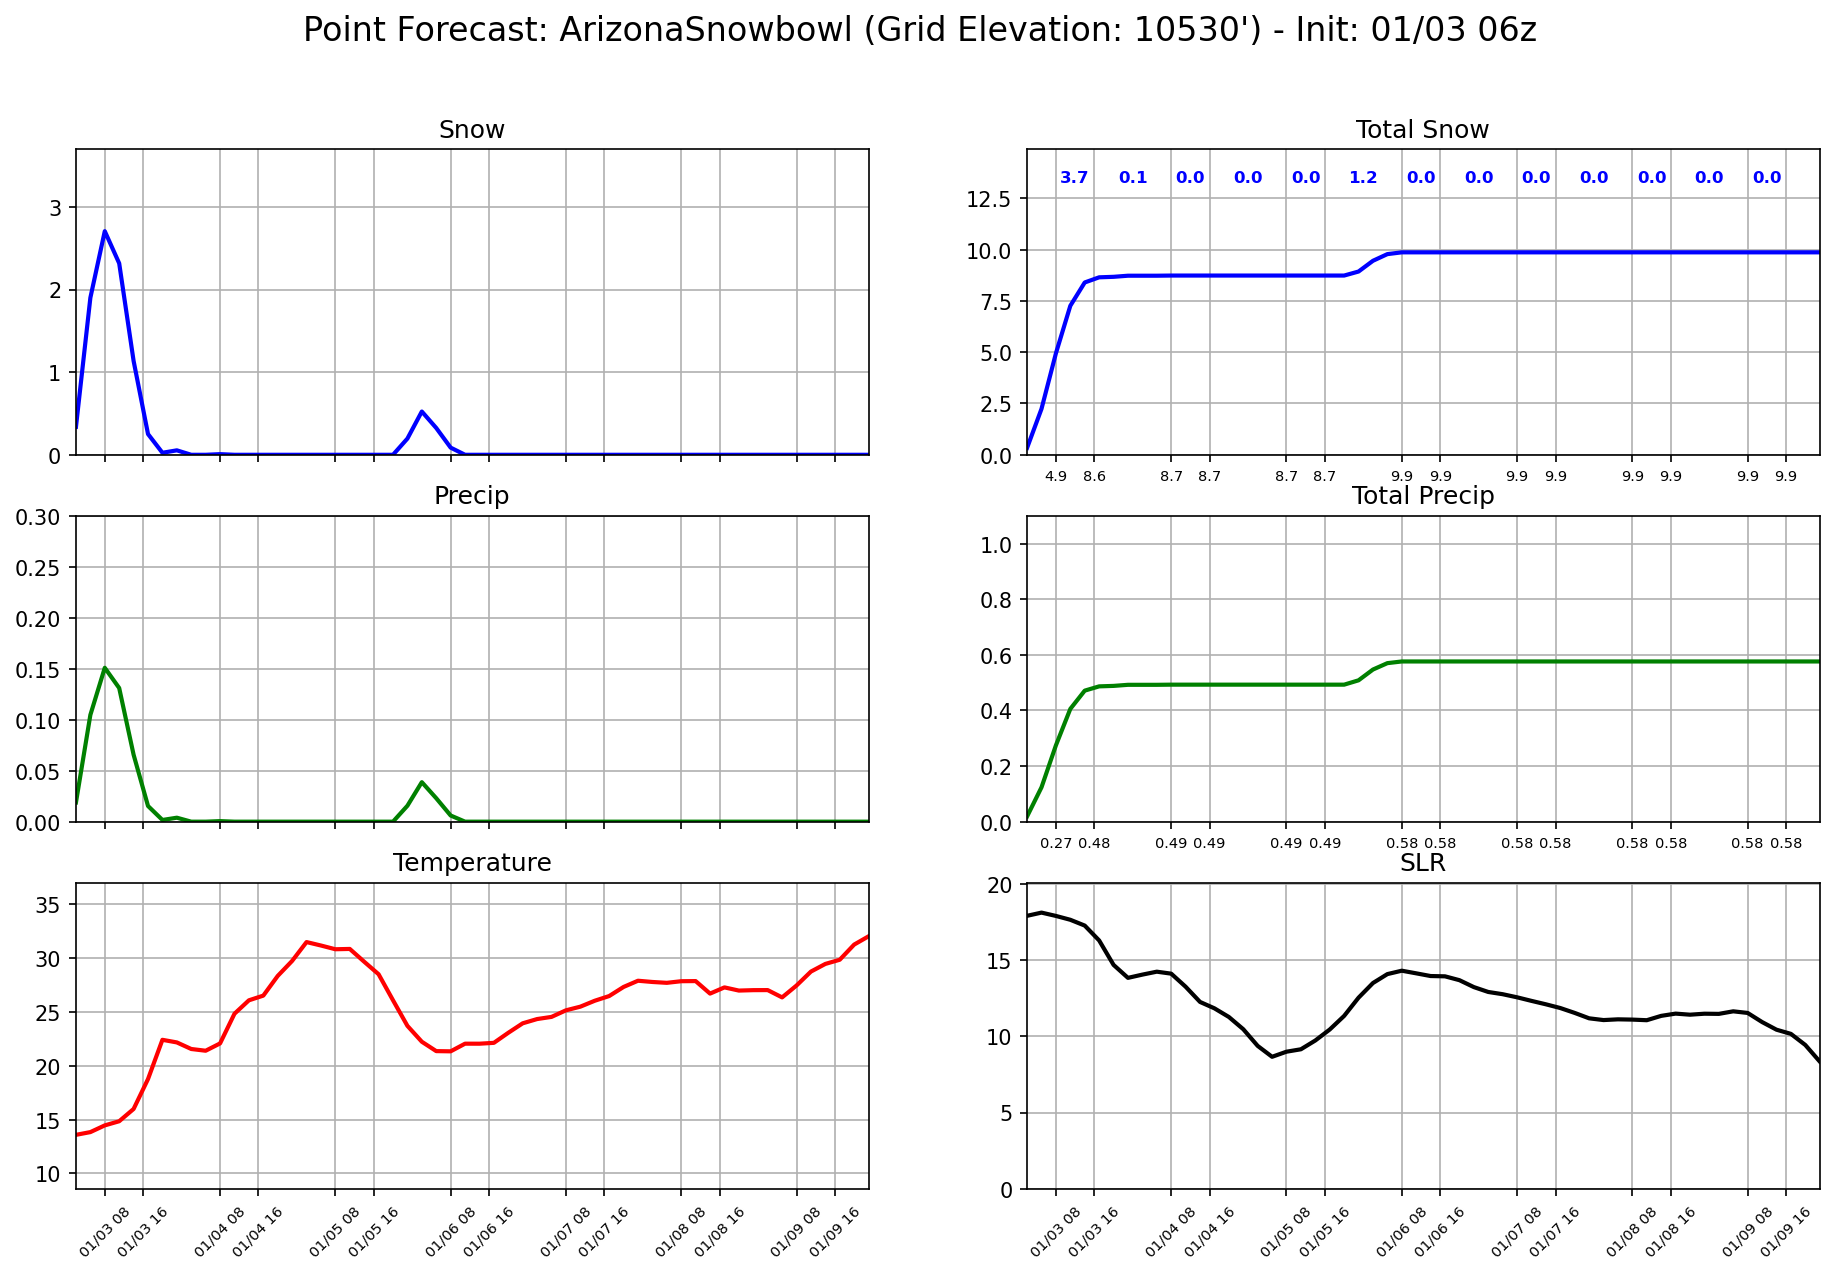 Point Forecast: ArizonaSnowbowl (Grid Elevation: 10530') - Init: 01/03 06z
Snow
3
2
1
0
Total Snow
3.7 0.1 0.0 0.0 0.0 1.2 0.0 0.0 0.0 0.0 0.0 0.0 0.0
12.5
10.0
7.5
5.0
2.5
0.0
4.9 8.6 8.7 8.7 8.7 8.7 9.9 9.9 9.9 9.9 9.9 9.9 9.9 9.9
Precip
0.30
0.25
0.20
0.15
0.10
0.05
0.00
Total Precip
1.0
0.8
0.6
0.4
0.2
0.0
0.27 0.48 0.49 0.49 0.49 0.49 0.58 0.58 0.58 0.58 0.58 0.58 0.58 0.58
Temperature
35
30
25
20
15
10
01/03 08 01/03 16 01/04 08 01/04 16 01/05 08 01/05 16 01/06 08 01/06 16 01/07 08 01/07 16 01/08 08 01/08 16 01/09 08 01/09 16
SLR
20
15
10
5
0
01/03 08 01/03 16 01/04 08 01/04 16 01/05 08 01/05 16 01/06 08 01/06 16 01/07 08 01/07 16 01/08 08 01/08 16 01/09 08 01/09 16